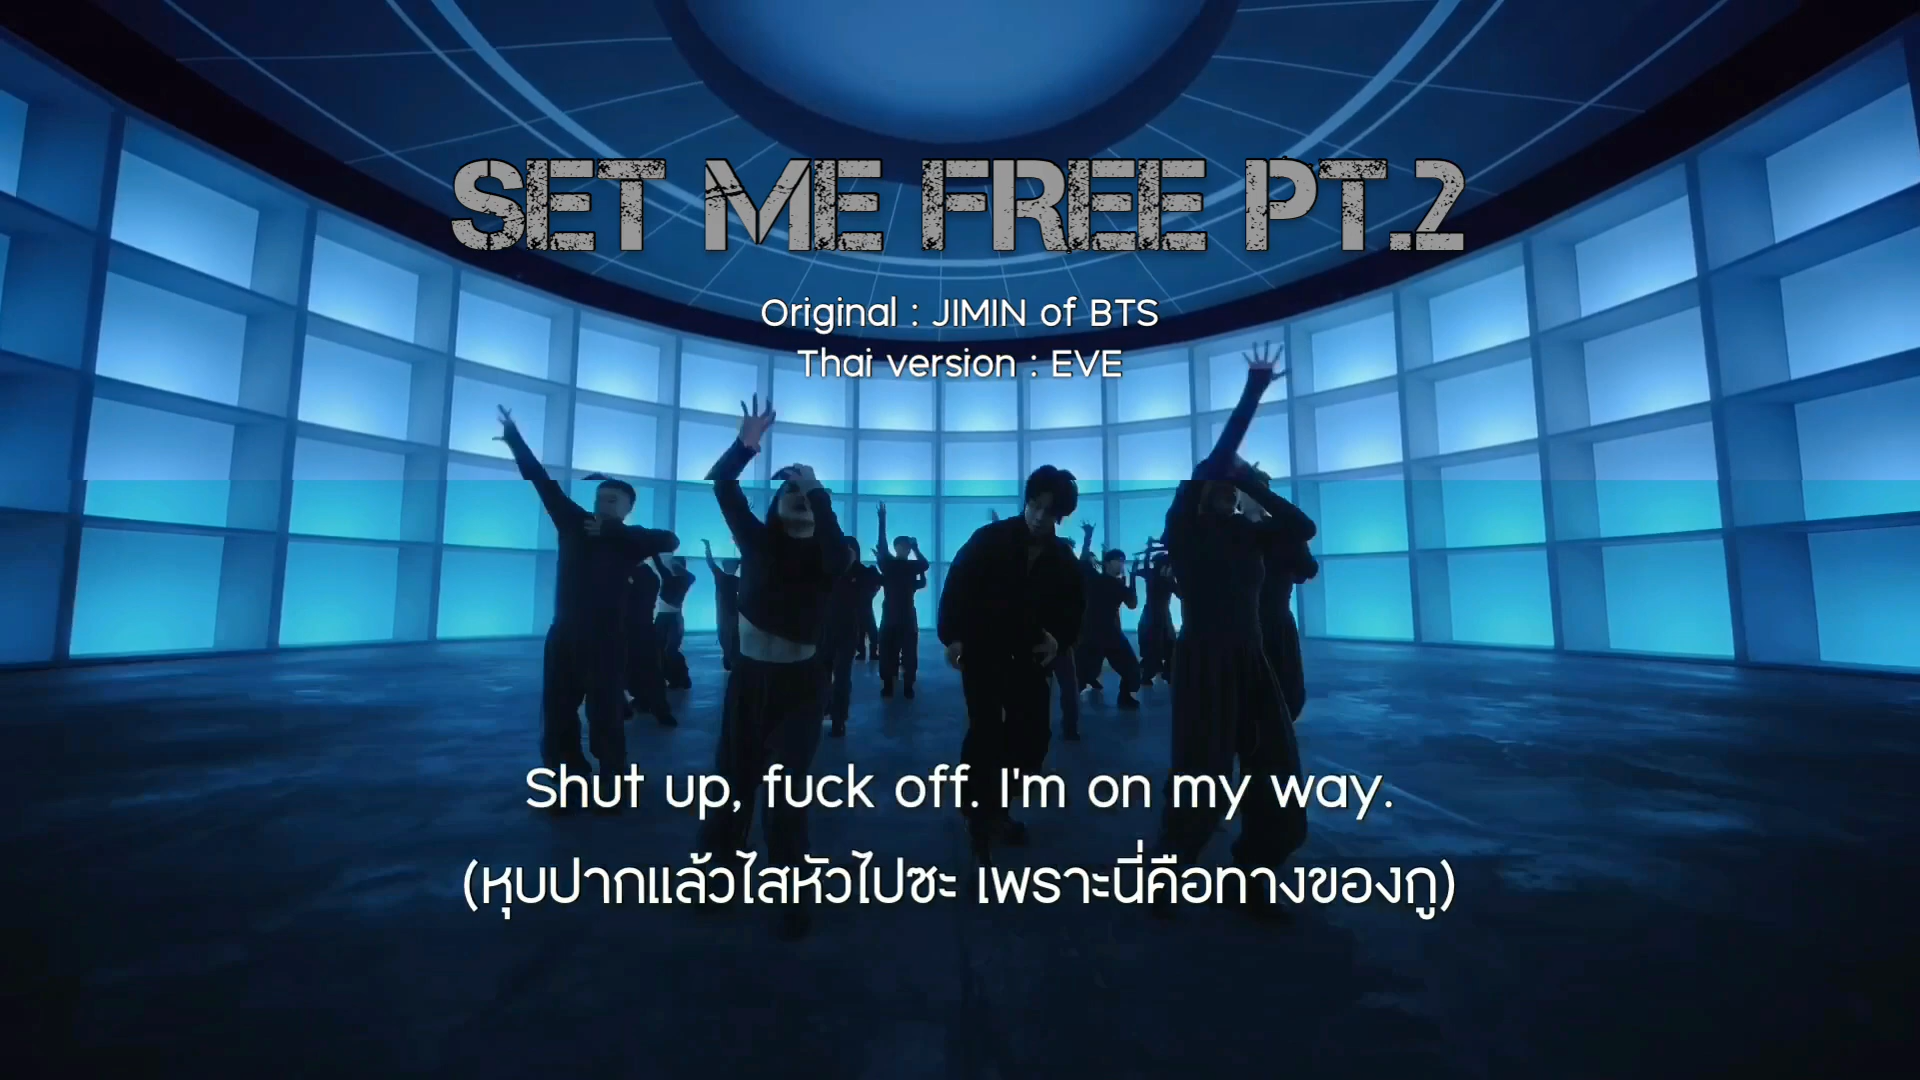 SET ME FREE PT.2
Original : JIMIN of BTS
Thai version : EVE
Shut up, fuck off. I'm on my way.
(หุบปากแล้วไสหัวไปซะ เพราะนี่คือทางของกู)